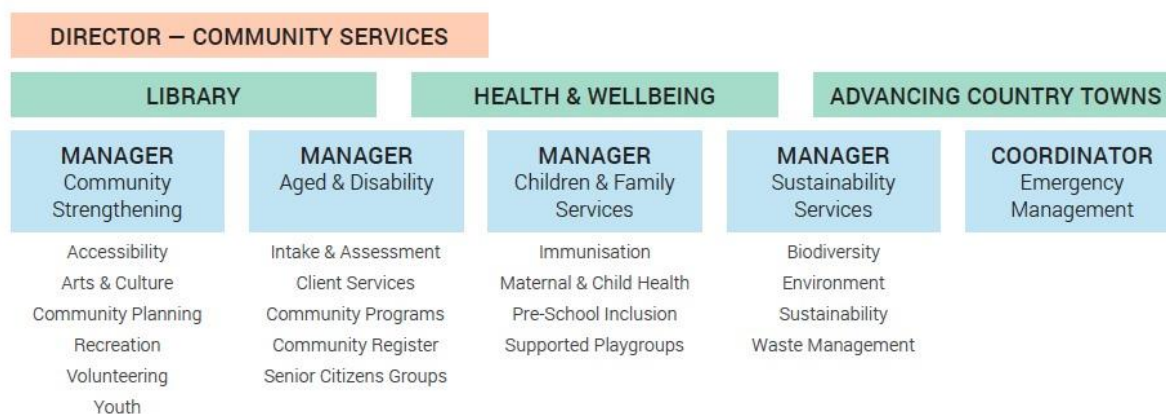 DIRECTOR — COMMUNITY SERVICES
LIBRARY
HEALTH & WELLBEING
ADVANCING COUNTRY TOWNS
MANAGER
Community
Strengthening
Accessibility
Arts & Culture
Community Planning
Recreation
Volunteering
Youth
MANAGER
Aged & Disability
Intake & Assessment
Client Services
Community Programs
Community Register
Senior Citizens Groups
MANAGER
Children & Family
Services
Immunisation
Maternal & Child Health
Pre-School Inclusion
Supported Playgroups
MANAGER
Sustainability
Services
Biodiversity
Environment
Sustainability
Waste Management
COORDINATOR
Emergency
Management